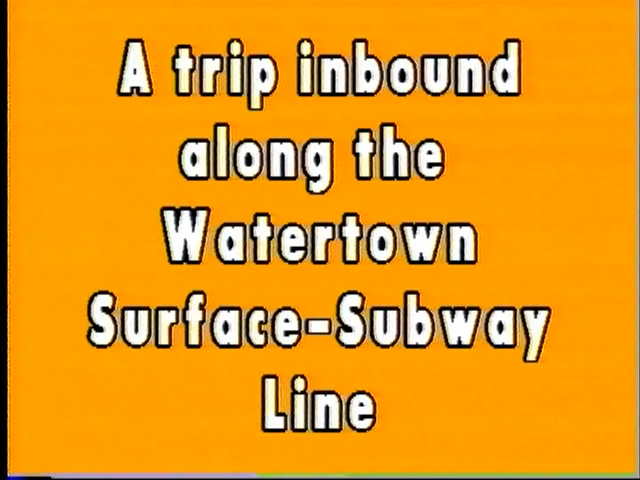 A trip inbound
along the
Watertown
Surface-Subway
Line